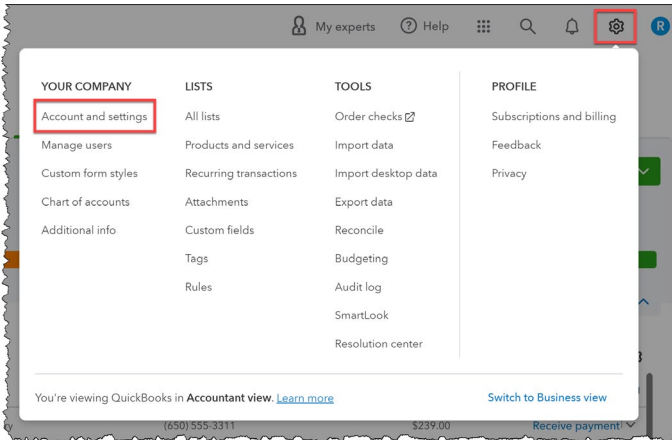 My experts
Help
R
YOUR COMPANY
Account and settings
Manage users
Custom form styles
Chart of accounts
Additional info
LISTS
All lists
Products and services
Recurring transactions
Attachments
Custom fields
Tags
Rules
TOOLS
Order checks
Import data
Import desktop data
Export data
Reconcile
Budgeting
Audit log
SmartLook
Resolution center
PROFILE
Subscriptions and billing
Feedback
Privacy
You're viewing QuickBooks in Accountant view. Learn more
Switch to Business view
(650) 555-3311
$239.00
Receive payment